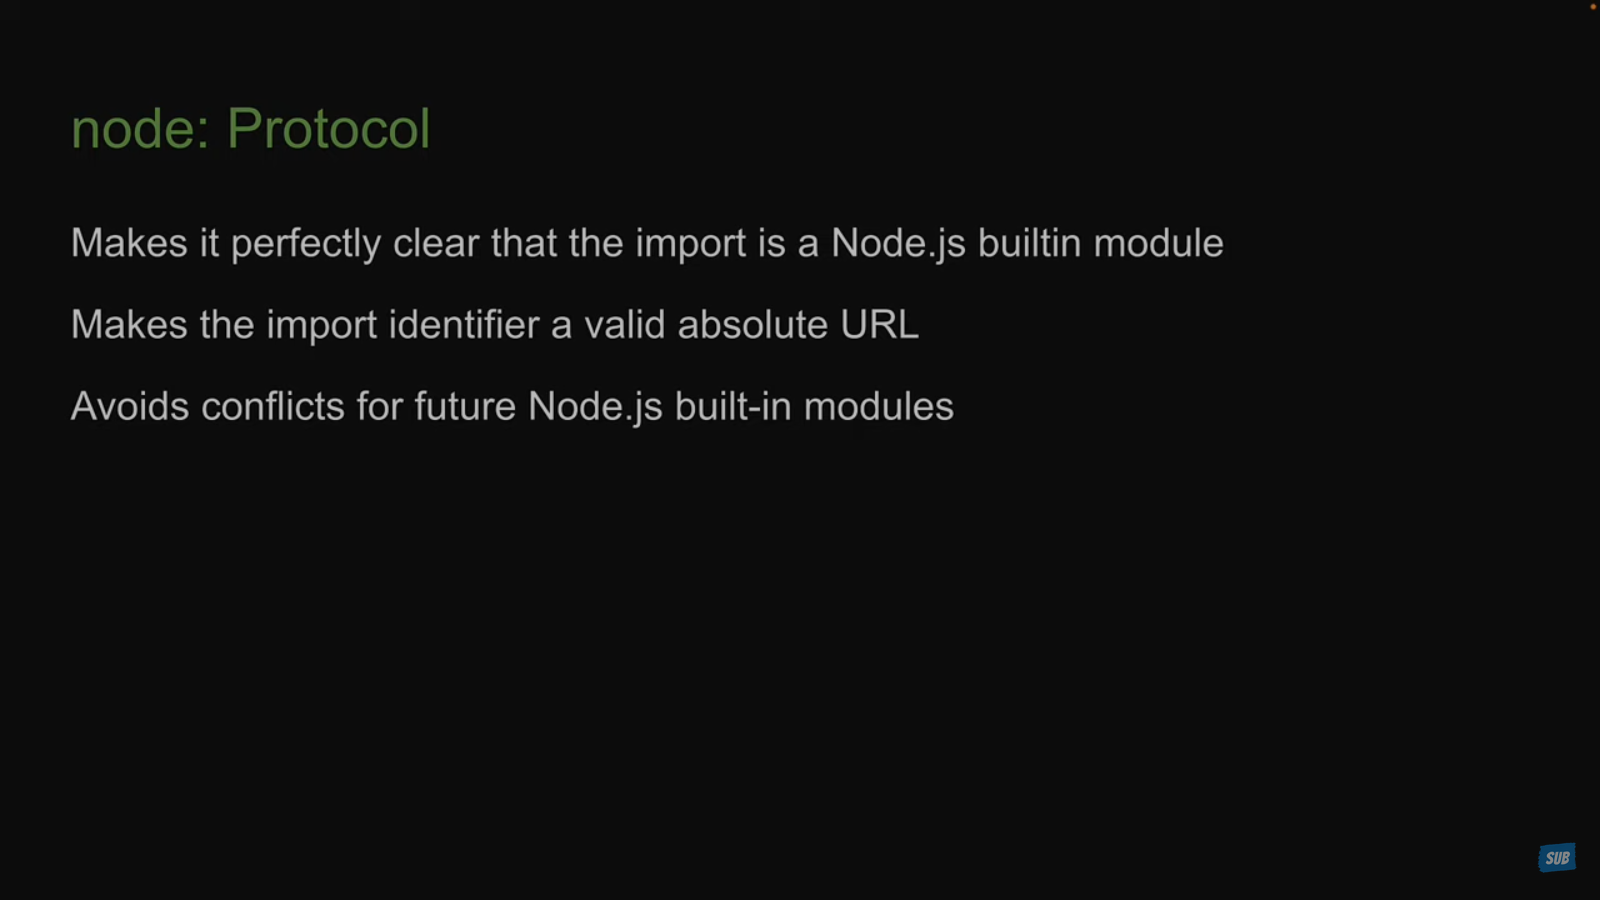 node: Protocol
Makes it perfectly clear that the import is a Node.js builtin module
Makes the import identifier a valid absolute URL
Avoids conflicts for future Node.js built-in modules
SUB